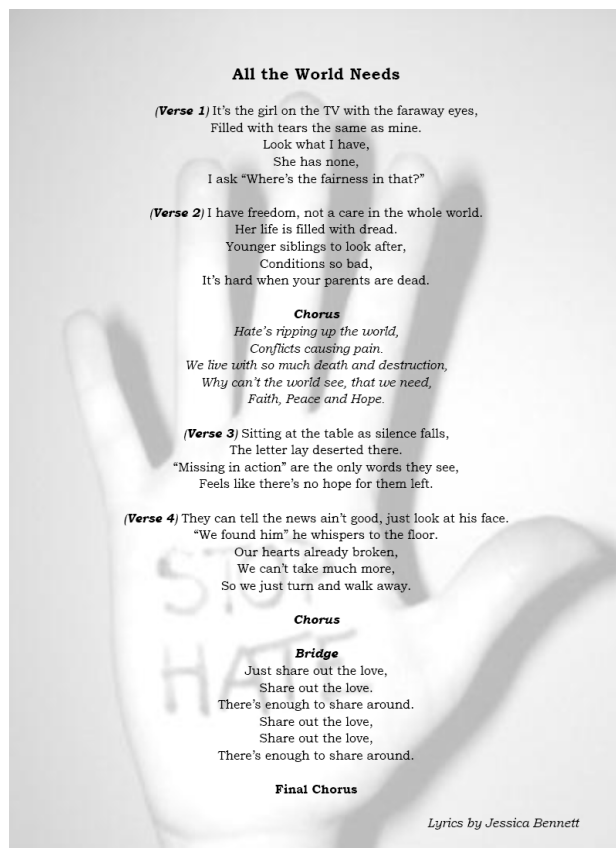 All the World Needs
(Verse 1) It's the girl on the TV with the faraway eyes,
Filled with tears the same as mine.
Look what I have,
She has none,
I ask “Where's the fairness in that?”
(Verse 2) I have freedom, not a care in the whole world.
Her life is filled with dread.
Younger siblings to look after,
Conditions so bad,
It's hard when your parents are dead.
Chorus
Hate's ripping up the world,
Conflicts causing pain.
We live with so much death and destruction,
Why can't the world see, that we need,
Faith, Peace and Hope.
(Verse 3) Sitting at the table as silence falls,
The letter lay deserted there.
“Missing in action” are the only words they see,
Feels like there's no hope for them left.
(Verse 4) They can tell the news ain't good, just look at his face.
“We found him” he whispers to the floor.
Our hearts already broken,
We can't take much more,
So we just turn and walk away.
Chorus
Bridge
Just share out the love,
Share out the love.
There's enough to share around.
Share out the love,
Share out the love,
There's enough to share around.
Final Chorus
Lyrics by Jessica Bennett
STOP
HATE